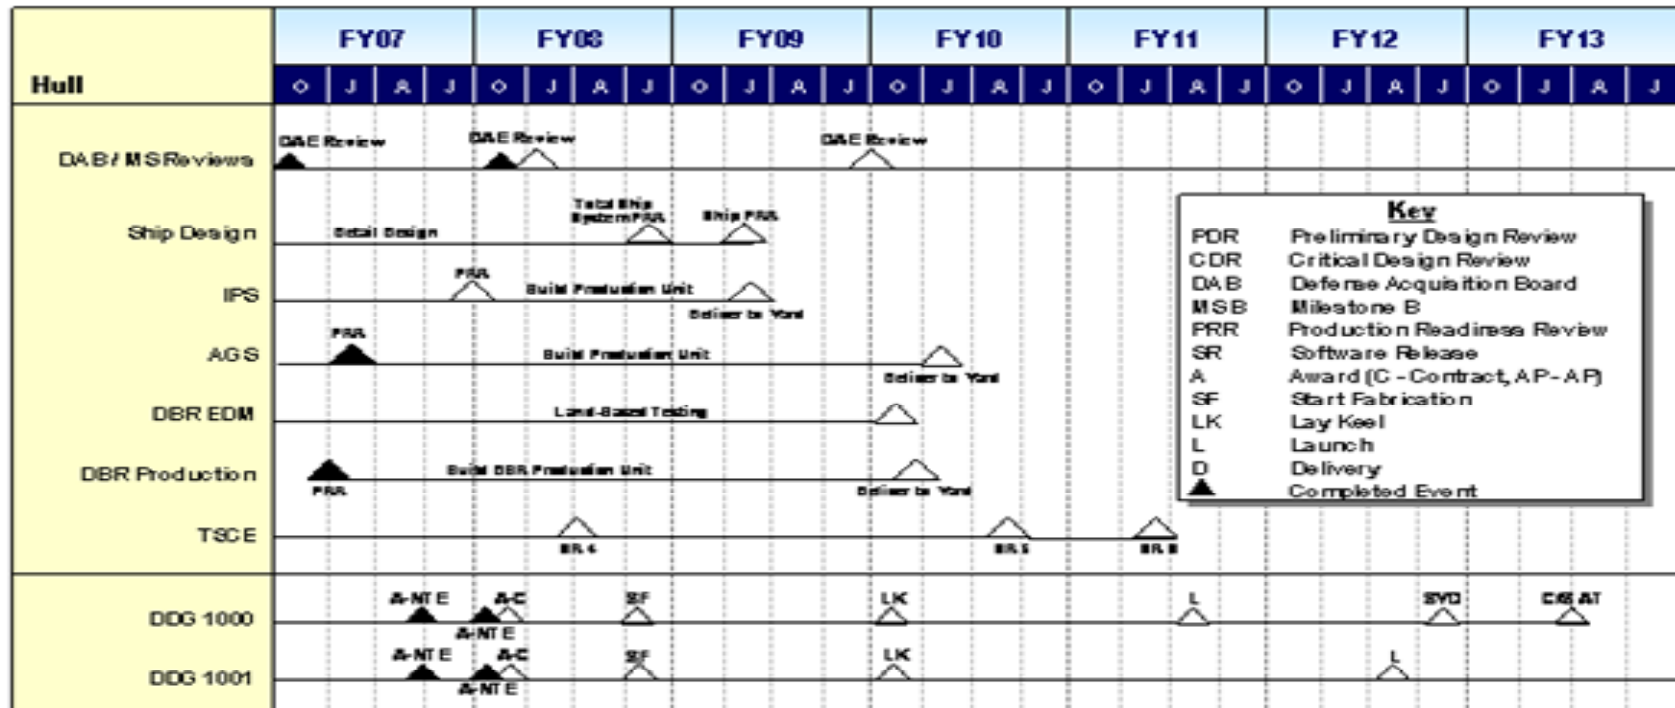 FY07 FY08 FY09 FY10 FY11 FY12 FY13
Hull O J A J O J A J O J A J O J A J O J A J O J A J O J A J
DAE Review DAE Review DAE Review
DAB / MS Reviews
Total Ship
System PRR Ship PRR
Ship Design Detail Design
PRR
IPS Build Production Unit
Deliver to Yard
PRR
AGS Build Production Unit
Deliver to Yard
DBR EDM Land-Based Testing
DBR Production Build DBR Production Unit
PRR Deliver to Yard
TSCE
SR 4 SR 5
Key
PDR Preliminary Design Review
CDR Critical Design Review
DAB Defense Acquisition Board
MSB Milestone B
PRR Production Readiness Review
SR Software Release
A Award (C - Contract, AP - AP)
SF Start Fabrication
LK Lay Keel
L Launch
D Delivery
Completed Event
A-NTE A-C SF LK L
DDG 1000
A-NTE
A-NTE A-C SF LK L
DDG 1001
A-NTE